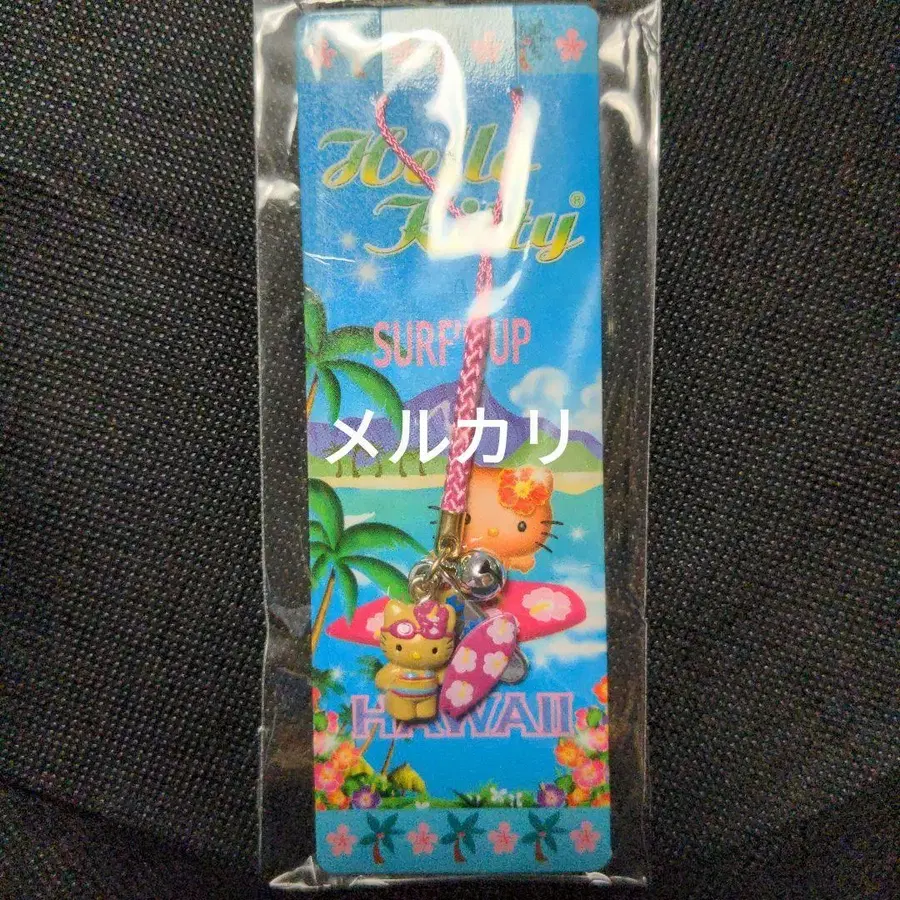 Hello
Kitty®
SURF'S UP
メルカリ
HAWAII